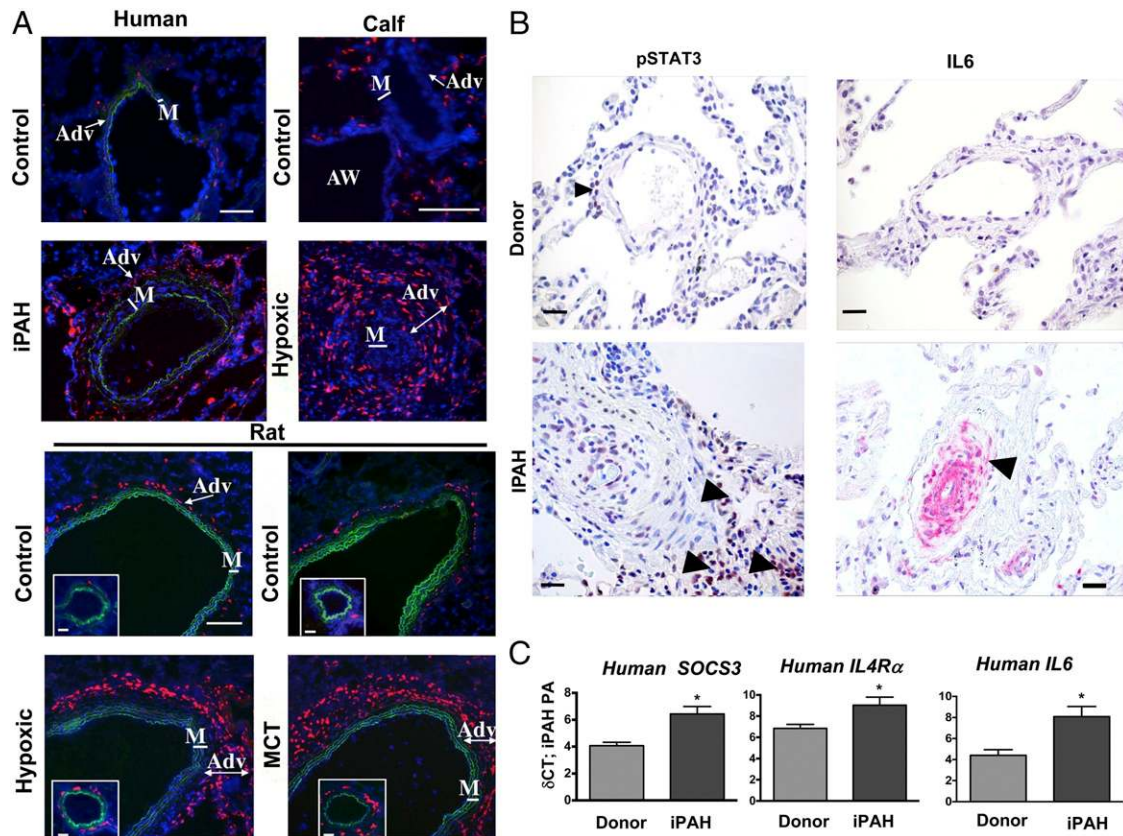 A
Human
Calf
Control
Adv
M
Control
M
Adv
AW
iPAH
Adv
M
Hypoxic
Adv
M
Rat
Control
Adv
M
Control
Hypoxic
M
Adv
MCT
Adv
M
B
pSTAT3
IL6
Donor
IPAH
C
Human SOCS3
Human IL4Rα
Human IL6
δCT; iPAH PA
8
6
4
2
0
*
Donor
iPAH
10
8
6
4
2
0
*
Donor
iPAH
10
8
6
4
2
0
*
Donor
iPAH